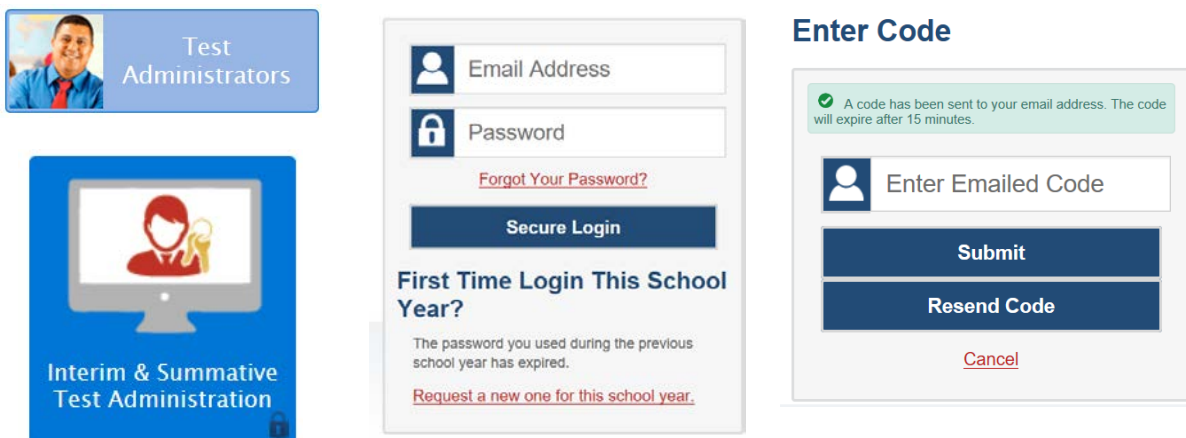 Test
Administrators
Interim & Summative
Test Administration
Email Address
Password
Forgot Your Password?
Secure Login
First Time Login This School
Year?
The password you used during the previous
school year has expired.
Request a new one for this school year.
Enter Code
A code has been sent to your email address. The code
will expire after 15 minutes.
Enter Emailed Code
Submit
Resend Code
Cancel